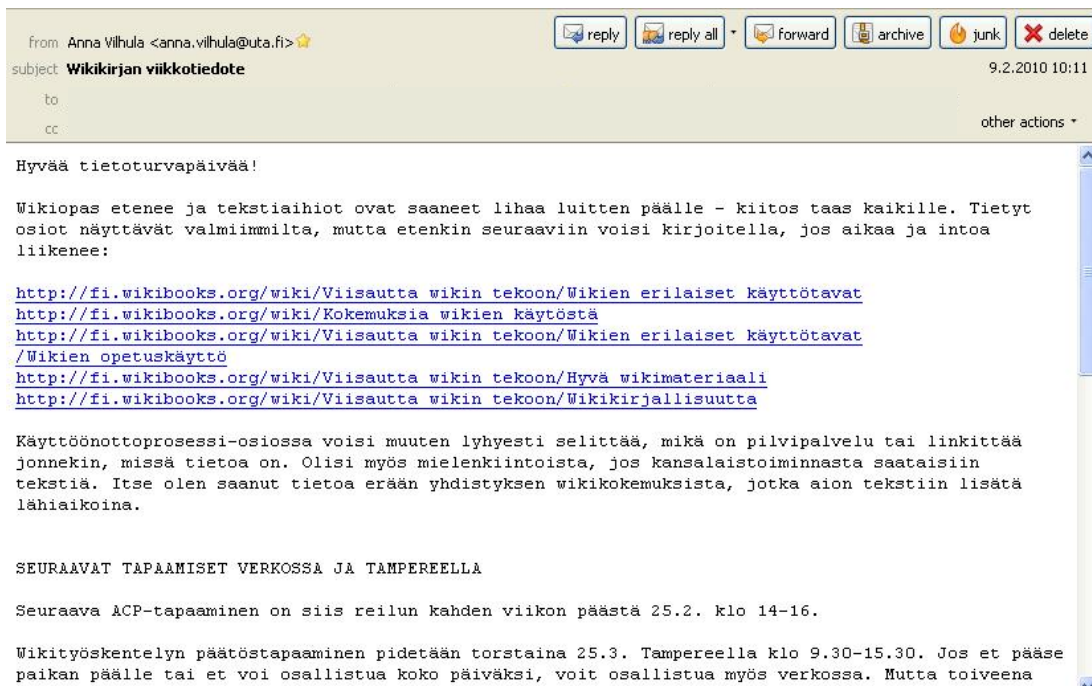 from Anna Vilhula <anna.vilhula@uta.fi> reply reply all forward archive junk delete
subject Wikikirjan viikkotiedote 9.2.2010 10:11
to
cc other actions
Hyvää tietoturvapäivää!
Wikiopas etenee ja tekstiaihiot ovat saaneet lihaa luitten päälle - kiitos taas kaikille. Tietyt
osiot näyttävät valmiimmilta, mutta etenkin seuraaviin voisi kirjoitella, jos aikaa ja intoa
liikenee:
http://fi.wikibooks.org/wiki/Viisautta_wikin_tekoon/Wikien_erilaiset_käyttötavat
http://fi.wikibooks.org/wiki/Kokemuksia_wikien_käytöstä
http://fi.wikibooks.org/wiki/Viisautta_wikin_tekoon/Wikien_erilaiset_käyttötavat
/Wikien_opetuskäyttö
http://fi.wikibooks.org/wiki/Viisautta_wikin_tekoon/Hyvä_wikimateriaali
http://fi.wikibooks.org/wiki/Viisautta_wikin_tekoon/Wikikirjallisuutta
Käyttöönottoprosessi-osiossa voisi muuten lyhyesti selittää, mikä on pilvipalvelu tai linkittää
jonnekin, missä tietoa on. Olisi myös mielenkiintoista, jos kansalaistoiminnasta saataisiin
tekstiä. Itse olen saanut tietoa erään yhdistyksen wikikokemuksista, jotka aion tekstiin lisätä
lähiaikoina.
SEURAAVAT TAPAAMISET VERKOSSA JA TAMPEREELLA
Seuraava ACP-tapaaminen on siis reilun kahden viikon päästä 25.2. klo 14-16.
Wikityöskentelyn päätöstapaaminen pidetään torstaina 25.3. Tampereella klo 9.30-15.30. Jos et pääse
paikan päälle tai et voi osallistua koko päiväksi, voit osallistua myös verkossa. Mutta toiveena